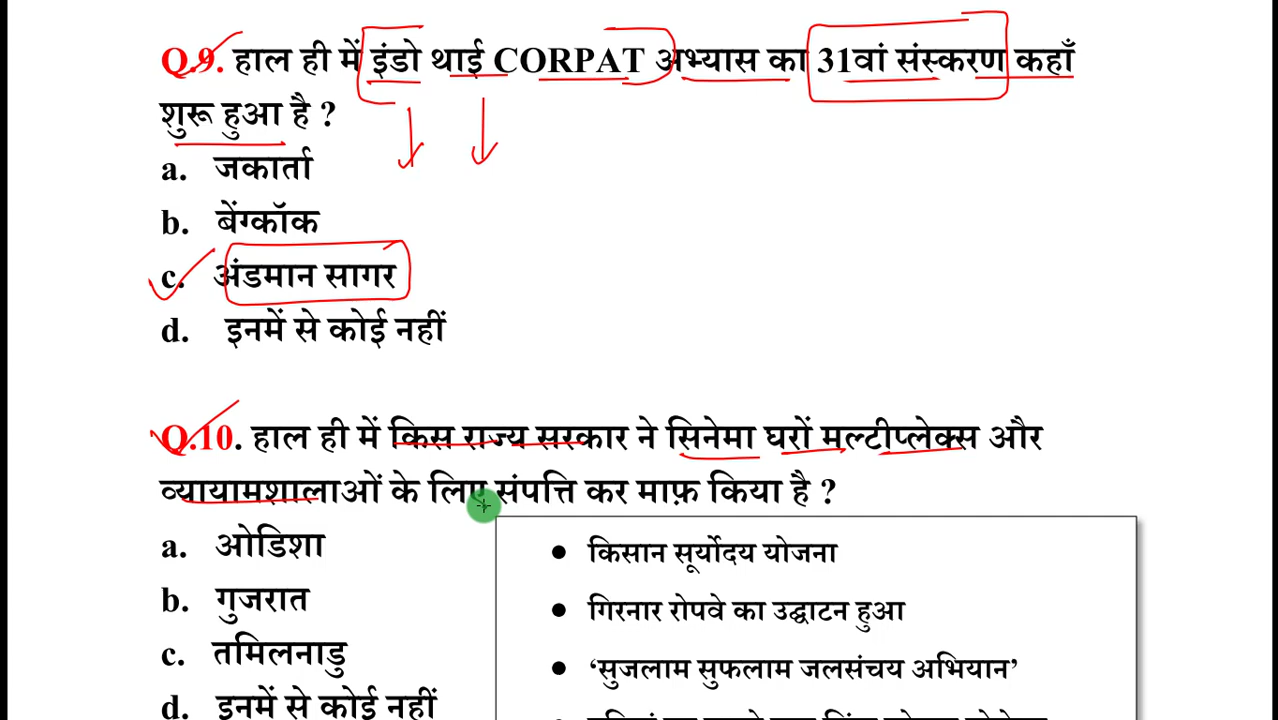 Q.9. हाल ही में इंडो थाई CORPAT अभ्यास का 31वां संस्करण कहाँ
शुरू हुआ है ?
a. जकार्ता
b. बेंग्कॉक
c. अंडमान सागर
d. इनमें से कोई नहीं
Q.10. हाल ही में किस राज्य सरकार ने सिनेमा घरों मल्टीप्लेक्स और
व्यायामशालाओं के लिए संपत्ति कर माफ़ किया है ?
a. ओडिशा
b. गुजरात
c. तमिलनाडु
d. इनमें से कोई नहीं
• किसान सूर्योदय योजना
• गिरनार रोपवे का उद्घाटन हुआ
• ‘सुजलाम सुफलाम जलसंचय अभियान’